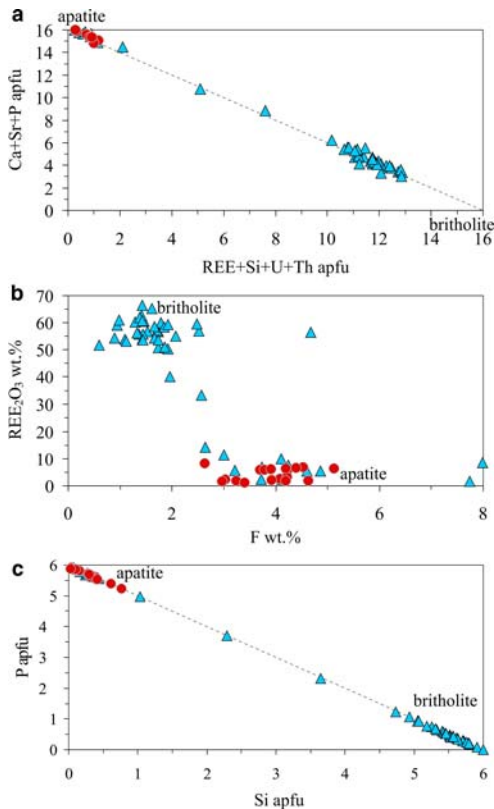 a
apatite
16
14
12
10
8
6
4
2
0
Ca+Sr+P apfu
britholite
0 2 4 6 8 10 12 14 16
REE+Si+U+Th apfu
b
70
60
50
40
30
20
10
0
REE₂O₃ wt.%
britholite
apatite
0 2 4 6 8
F wt.%
c
6
5
4
3
2
1
0
P apfu
apatite
britholite
0 1 2 3 4 5 6
Si apfu